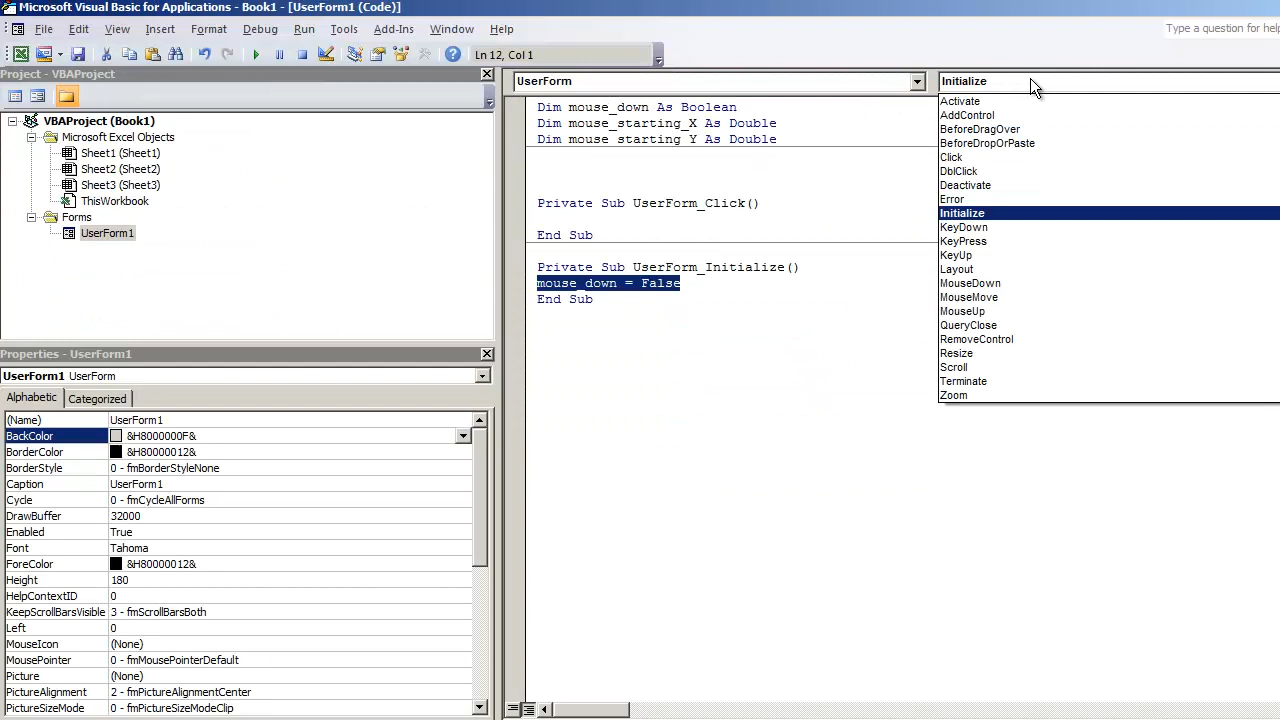 Microsoft Visual Basic for Applications - Book1 - [UserForm1 (Code)]
File Edit View Insert Format Debug Run Tools Add-Ins Window Help
Type a question for help
Ln 12, Col 1
Project - VBAProject
VBAProject (Book1)
Microsoft Excel Objects
Sheet1 (Sheet1)
Sheet2 (Sheet2)
Sheet3 (Sheet3)
ThisWorkbook
Forms
UserForm1
Properties - UserForm1
UserForm1 UserForm
Alphabetic Categorized
(Name) UserForm1
BackColor &H8000000F&
BorderColor &H80000012&
BorderStyle 0 - fmBorderStyleNone
Caption UserForm1
Cycle 0 - fmCycleAllForms
DrawBuffer 32000
Enabled True
Font Tahoma
ForeColor &H80000012&
Height 180
HelpContextID 0
KeepScrollBarsVisible 3 - fmScrollBarsBoth
Left 0
MouseIcon (None)
MousePointer 0 - fmMousePointerDefault
Picture (None)
PictureAlignment 2 - fmPictureAlignmentCenter
PictureSizeMode 0 - fmPictureSizeModeClip
UserForm
Initialize
Dim mouse_down As Boolean
Dim mouse_starting_X As Double
Dim mouse_starting_Y As Double
Private Sub UserForm_Click()
End Sub
Private Sub UserForm_Initialize()
mouse_down = False
End Sub
Activate
AddControl
BeforeDragOver
BeforeDropOrPaste
Click
DblClick
Deactivate
Error
Initialize
KeyDown
KeyPress
KeyUp
Layout
MouseDown
MouseMove
MouseUp
QueryClose
RemoveControl
Resize
Scroll
Terminate
Zoom